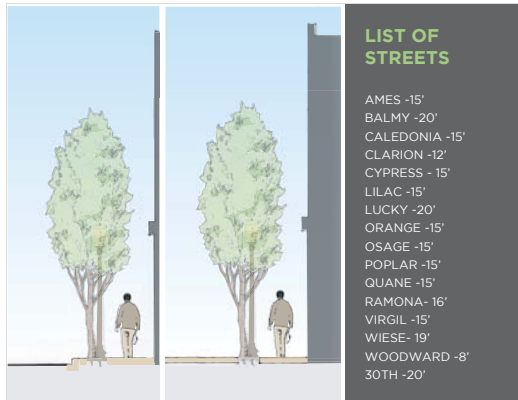 LIST OF
STREETS
AMES -15'
BALMY -20'
CALEDONIA -15'
CLARION -12'
CYPRESS - 15'
LILAC -15'
LUCKY -20'
ORANGE -15'
OSAGE -15'
POPLAR -15'
QUANE -15'
RAMONA- 16'
VIRGIL -15'
WIESE- 19'
WOODWARD -8'
30TH -20'